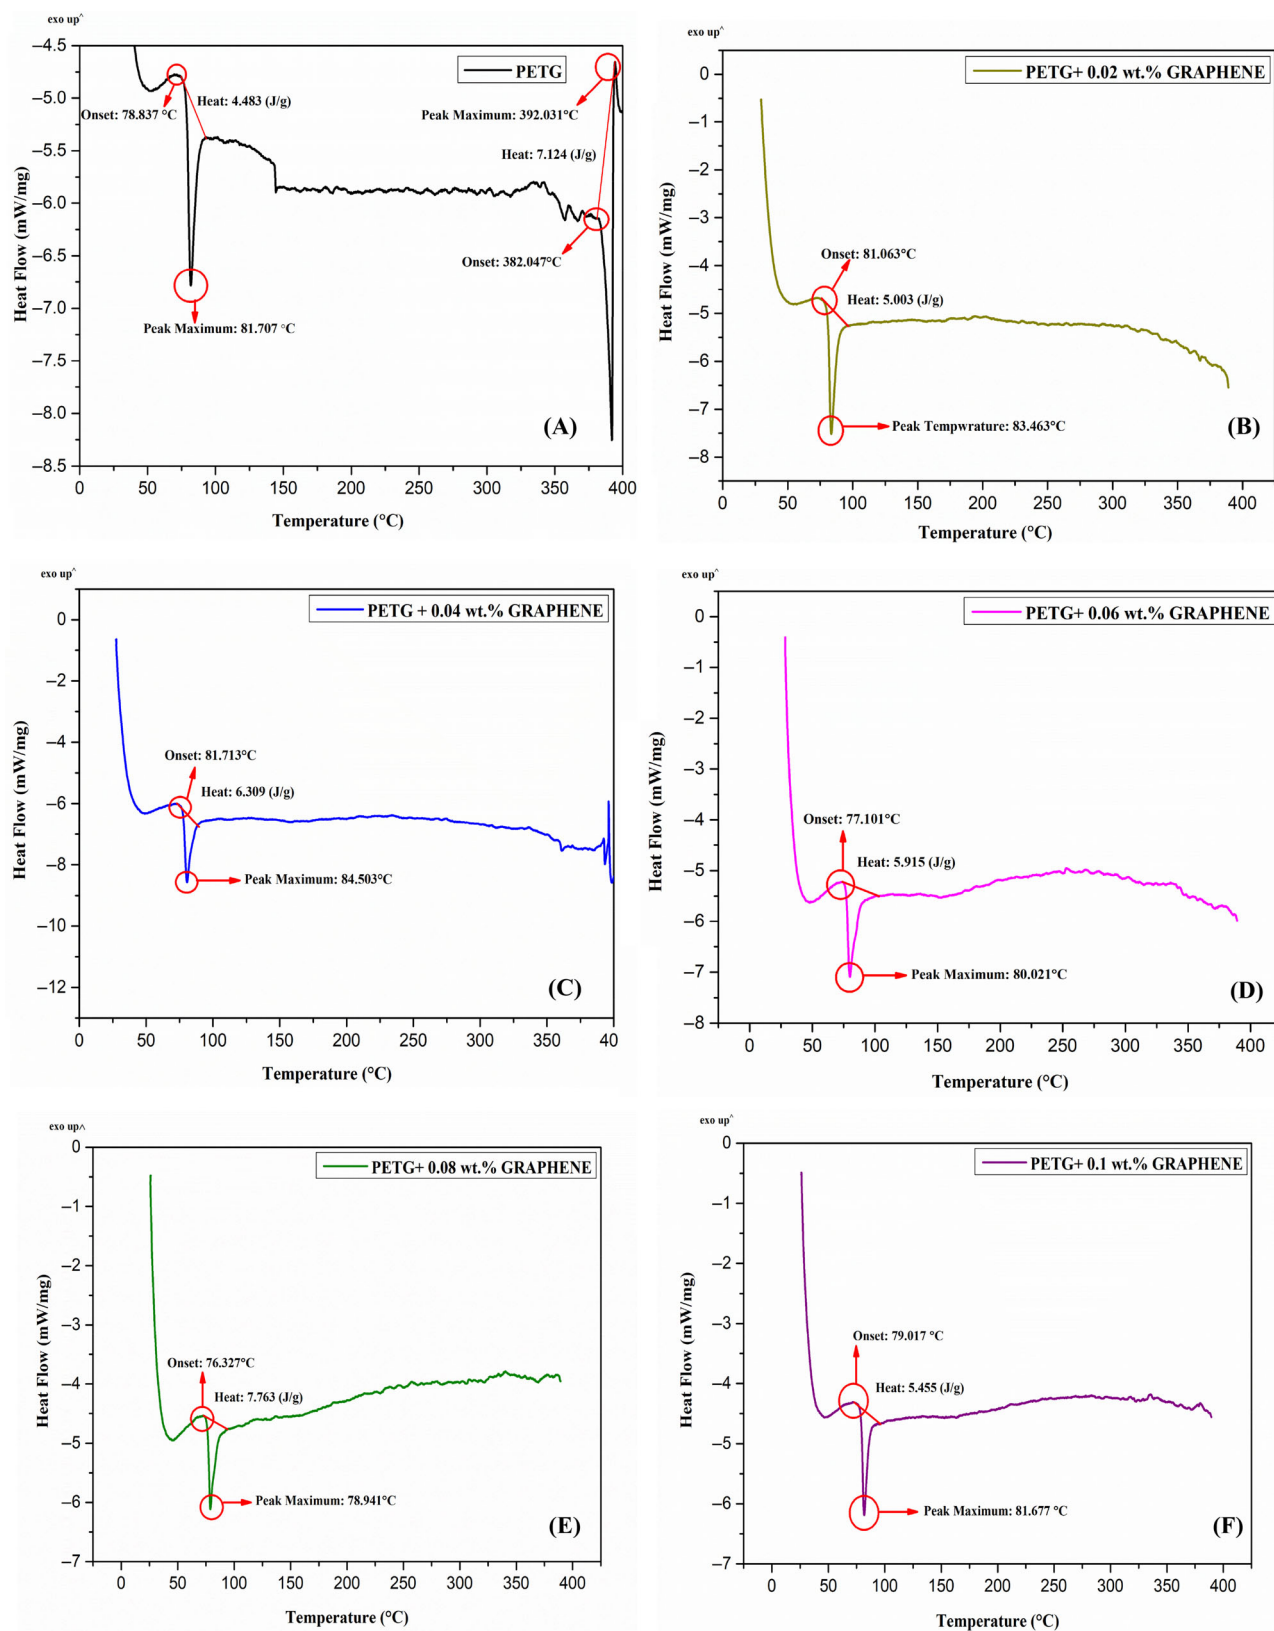 exo up^
PETG
Onset: 78.837 °C
Heat: 4.483 (J/g)
Peak Maximum: 81.707 °C
Peak Maximum: 392.031°C
Heat: 7.124 (J/g)
Onset: 382.047°C
(A)
−4.5
−5.0
−5.5
−6.0
−6.5
−7.0
−7.5
−8.0
−8.5
0 50 100 150 200 250 300 350 400
Heat Flow (mW/mg)
Temperature (°C)
exo up^
PETG+ 0.02 wt.% GRAPHENE
Onset: 81.063°C
Heat: 5.003 (J/g)
Peak Tempwrature: 83.463°C
(B)
0
−1
−2
−3
−4
−5
−6
−7
−8
0 50 100 150 200 250 300 350 400
Heat Flow (mW/mg)
Temperature (°C)
exo up^
PETG + 0.04 wt.% GRAPHENE
Onset: 81.713°C
Heat: 6.309 (J/g)
Peak Maximum: 84.503°C
(C)
0
−2
−4
−6
−8
−10
−12
0 50 100 150 200 250 300 350 400
Heat Flow (mW/mg)
Temperature (°C)
exo up^
PETG+ 0.06 wt.% GRAPHENE
Onset: 77.101°C
Heat: 5.915 (J/g)
Peak Maximum: 80.021°C
(D)
0
−1
−2
−3
−4
−5
−6
−7
−8
0 50 100 150 200 250 300 350 400
Heat Flow (mW/mg)
Temperature (°C)
exo up^
PETG+ 0.08 wt.% GRAPHENE
Onset: 76.327°C
Heat: 7.763 (J/g)
Peak Maximum: 78.941°C
(E)
0
−1
−2
−3
−4
−5
−6
−7
0 50 100 150 200 250 300 350 400
Heat Flow (mW/mg)
Temperature (°C)
exo up^
PETG+ 0.1 wt.% GRAPHENE
Onset: 79.017 °C
Heat: 5.455 (J/g)
Peak Maximum: 81.677 °C
(F)
0
−1
−2
−3
−4
−5
−6
−7
0 50 100 150 200 250 300 350 400
Heat Flow (mW/mg)
Temperature (°C)